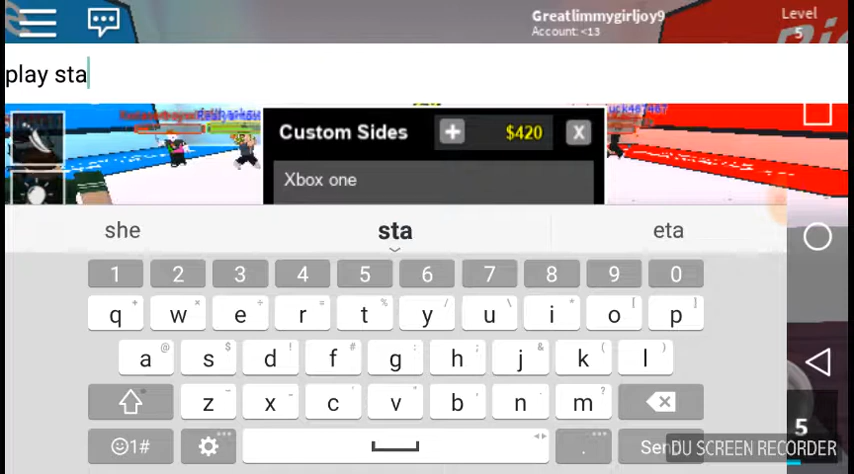 Greatlimmygirljoy9
Account: <13
Level
5
play sta
Custom Sides + $420 X
Xbox one
she sta eta
1 2 3 4 5 6 7 8 9 0
q w e r t y u i o p
a s d f g h j k l
z x c v b n m
☺1# . Sen
5
DU SCREEN RECORDER